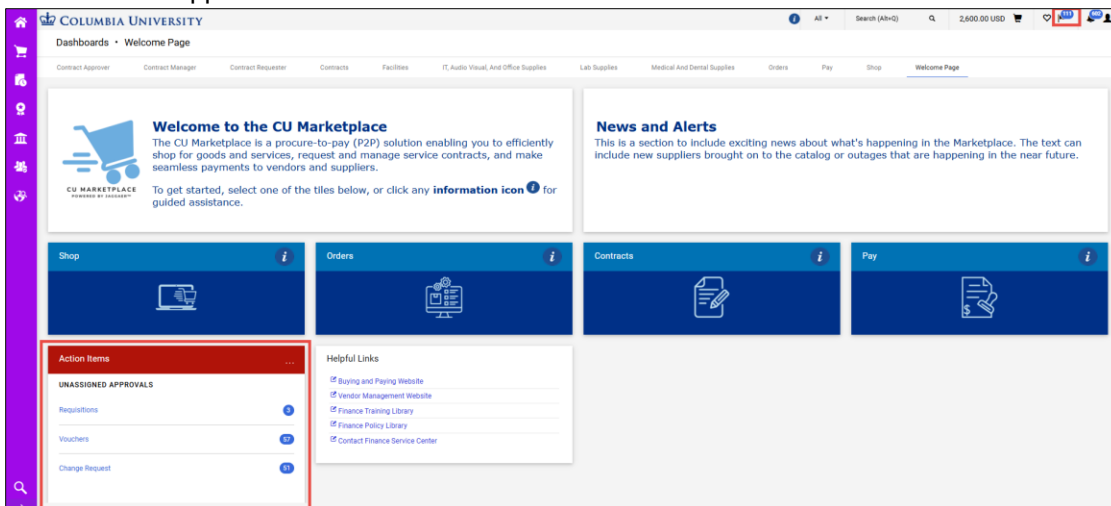 COLUMBIA UNIVERSITY
All
Search (Alt+Q)
2,600.00 USD
111
Dashboards • Welcome Page
Contract Approver
Contract Manager
Contract Requester
Contracts
Facilities
IT, Audio Visual, And Office Supplies
Lab Supplies
Medical And Dental Supplies
Orders
Pay
Shop
Welcome Page
CU MARKETPLACE
POWERED BY JAGGAER™
Welcome to the CU Marketplace
The CU Marketplace is a procure-to-pay (P2P) solution enabling you to efficiently
shop for goods and services, request and manage service contracts, and make
seamless payments to vendors and suppliers.
To get started, select one of the tiles below, or click any information icon i for
guided assistance.
News and Alerts
This is a section to include exciting news about what's happening in the Marketplace. The text can
include new suppliers brought on to the catalog or outages that are happening in the near future.
Shop
i
Orders
i
Contracts
i
Pay
i
Action Items
...
UNASSIGNED APPROVALS
Requisitions
3
Vouchers
57
Change Request
51
Helpful Links
Buying and Paying Website
Vendor Management Website
Finance Training Library
Finance Policy Library
Contact Finance Service Center